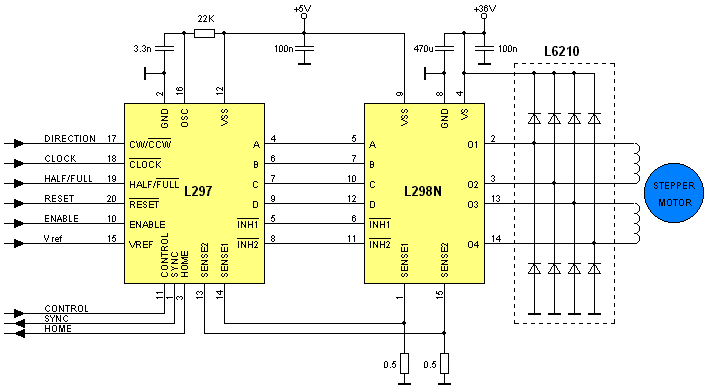 +5V
+36V
22K
3.3n
100n
470u
100n
L6210
2
16
12
9
8
4
GND
OSC
VSS
VSS
GND
VS
DIRECTION 17 CW/CCW A 4 5 A O1 2
CLOCK 18 CLOCK B 6 7 B
HALF/FULL 19 HALF/FULL C 7 10 C O2 3
L297
L298N
STEPPER
MOTOR
RESET 20 RESET D 9 12 D O3 13
ENABLE 10 ENABLE INH1 5 6 INH1
Vref 15 VREF INH2 8 11 INH2 O4 14
CONTROL
SYNC
HOME
SENSE2
SENSE1
SENSE1
SENSE2
11
1
3
13
14
1
15
CONTROL
SYNC
HOME
0.5
0.5